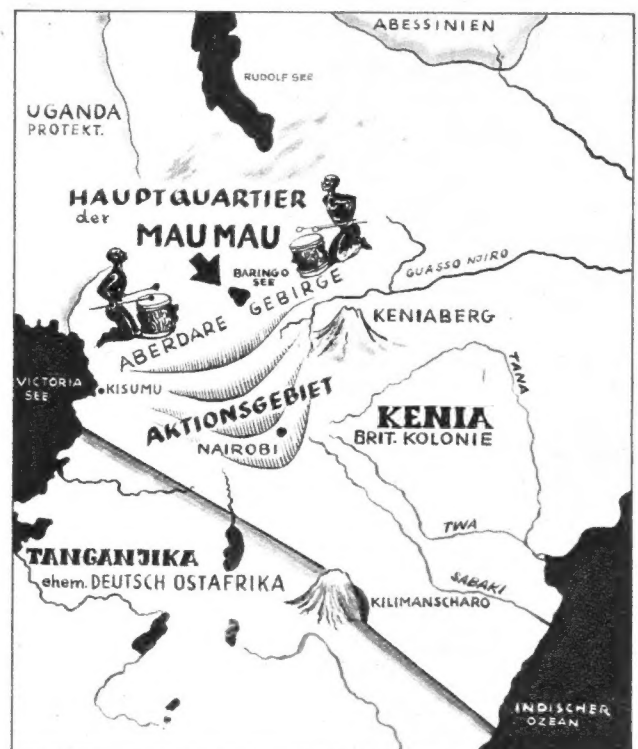 ABESSINIEN
RUDOLF SEE
UGANDA
PROTEKT.
HAUPTQUARTIER
der
MAUMAU
BARINGO
SEE
GUASSO NJIRO
ABERDARE GEBIRGE
KENIABERG
VICTORIA
SEE
KISUMU
AKTIONSGEBIET
NAIROBI
KENIA
BRIT. KOLONIE
TANA
TWA
SABAKI
TANGANJIKA
ehem. DEUTSCH OSTAFRIKA
KILIMANSCHARO
INDISCHER
OZEAN